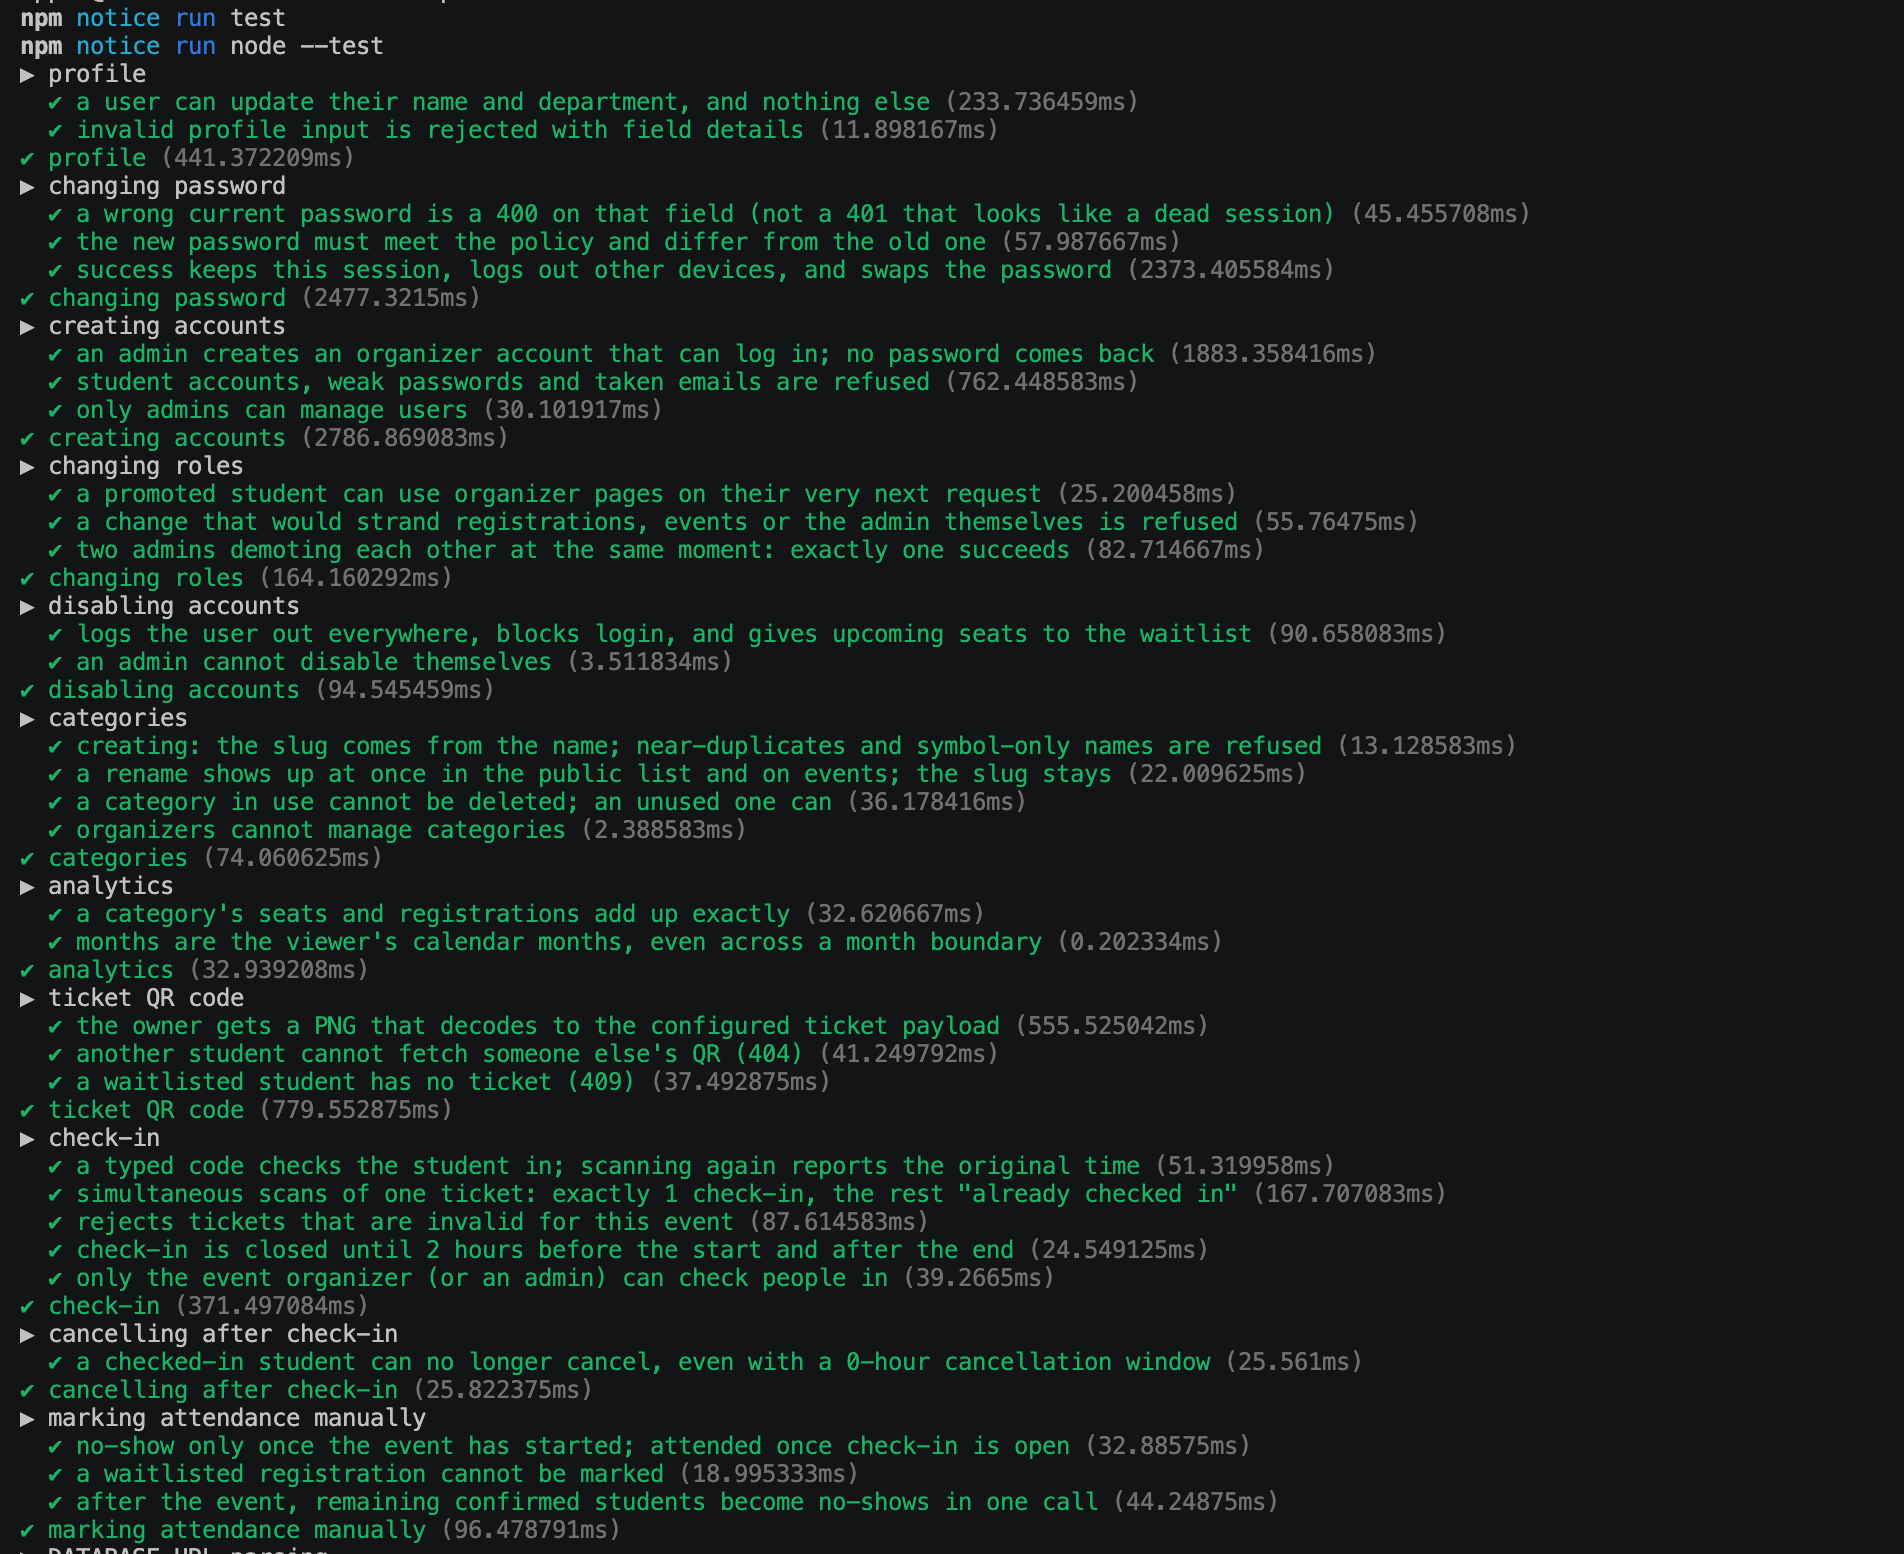 npm notice run test
npm notice run node --test
▶ profile
✔ a user can update their name and department, and nothing else (233.736459ms)
✔ invalid profile input is rejected with field details (11.898167ms)
✔ profile (441.372209ms)
▶ changing password
✔ a wrong current password is a 400 on that field (not a 401 that looks like a dead session) (45.455708ms)
✔ the new password must meet the policy and differ from the old one (57.987667ms)
✔ success keeps this session, logs out other devices, and swaps the password (2373.405584ms)
✔ changing password (2477.3215ms)
▶ creating accounts
✔ an admin creates an organizer account that can log in; no password comes back (1883.358416ms)
✔ student accounts, weak passwords and taken emails are refused (762.448583ms)
✔ only admins can manage users (30.101917ms)
✔ creating accounts (2786.869083ms)
▶ changing roles
✔ a promoted student can use organizer pages on their very next request (25.200458ms)
✔ a change that would strand registrations, events or the admin themselves is refused (55.76475ms)
✔ two admins demoting each other at the same moment: exactly one succeeds (82.714667ms)
✔ changing roles (164.160292ms)
▶ disabling accounts
✔ logs the user out everywhere, blocks login, and gives upcoming seats to the waitlist (90.658083ms)
✔ an admin cannot disable themselves (3.511834ms)
✔ disabling accounts (94.545459ms)
▶ categories
✔ creating: the slug comes from the name; near-duplicates and symbol-only names are refused (13.128583ms)
✔ a rename shows up at once in the public list and on events; the slug stays (22.009625ms)
✔ a category in use cannot be deleted; an unused one can (36.178416ms)
✔ organizers cannot manage categories (2.388583ms)
✔ categories (74.060625ms)
▶ analytics
✔ a category's seats and registrations add up exactly (32.620667ms)
✔ months are the viewer's calendar months, even across a month boundary (0.202334ms)
✔ analytics (32.939208ms)
▶ ticket QR code
✔ the owner gets a PNG that decodes to the configured ticket payload (555.525042ms)
✔ another student cannot fetch someone else's QR (404) (41.249792ms)
✔ a waitlisted student has no ticket (409) (37.492875ms)
✔ ticket QR code (779.552875ms)
▶ check-in
✔ a typed code checks the student in; scanning again reports the original time (51.319958ms)
✔ simultaneous scans of one ticket: exactly 1 check-in, the rest "already checked in" (167.707083ms)
✔ rejects tickets that are invalid for this event (87.614583ms)
✔ check-in is closed until 2 hours before the start and after the end (24.549125ms)
✔ only the event organizer (or an admin) can check people in (39.2665ms)
✔ check-in (371.497084ms)
▶ cancelling after check-in
✔ a checked-in student can no longer cancel, even with a 0-hour cancellation window (25.561ms)
✔ cancelling after check-in (25.822375ms)
▶ marking attendance manually
✔ no-show only once the event has started; attended once check-in is open (32.88575ms)
✔ a waitlisted registration cannot be marked (18.995333ms)
✔ after the event, remaining confirmed students become no-shows in one call (44.24875ms)
✔ marking attendance manually (96.478791ms)
▶ DATABASE_URL parsing